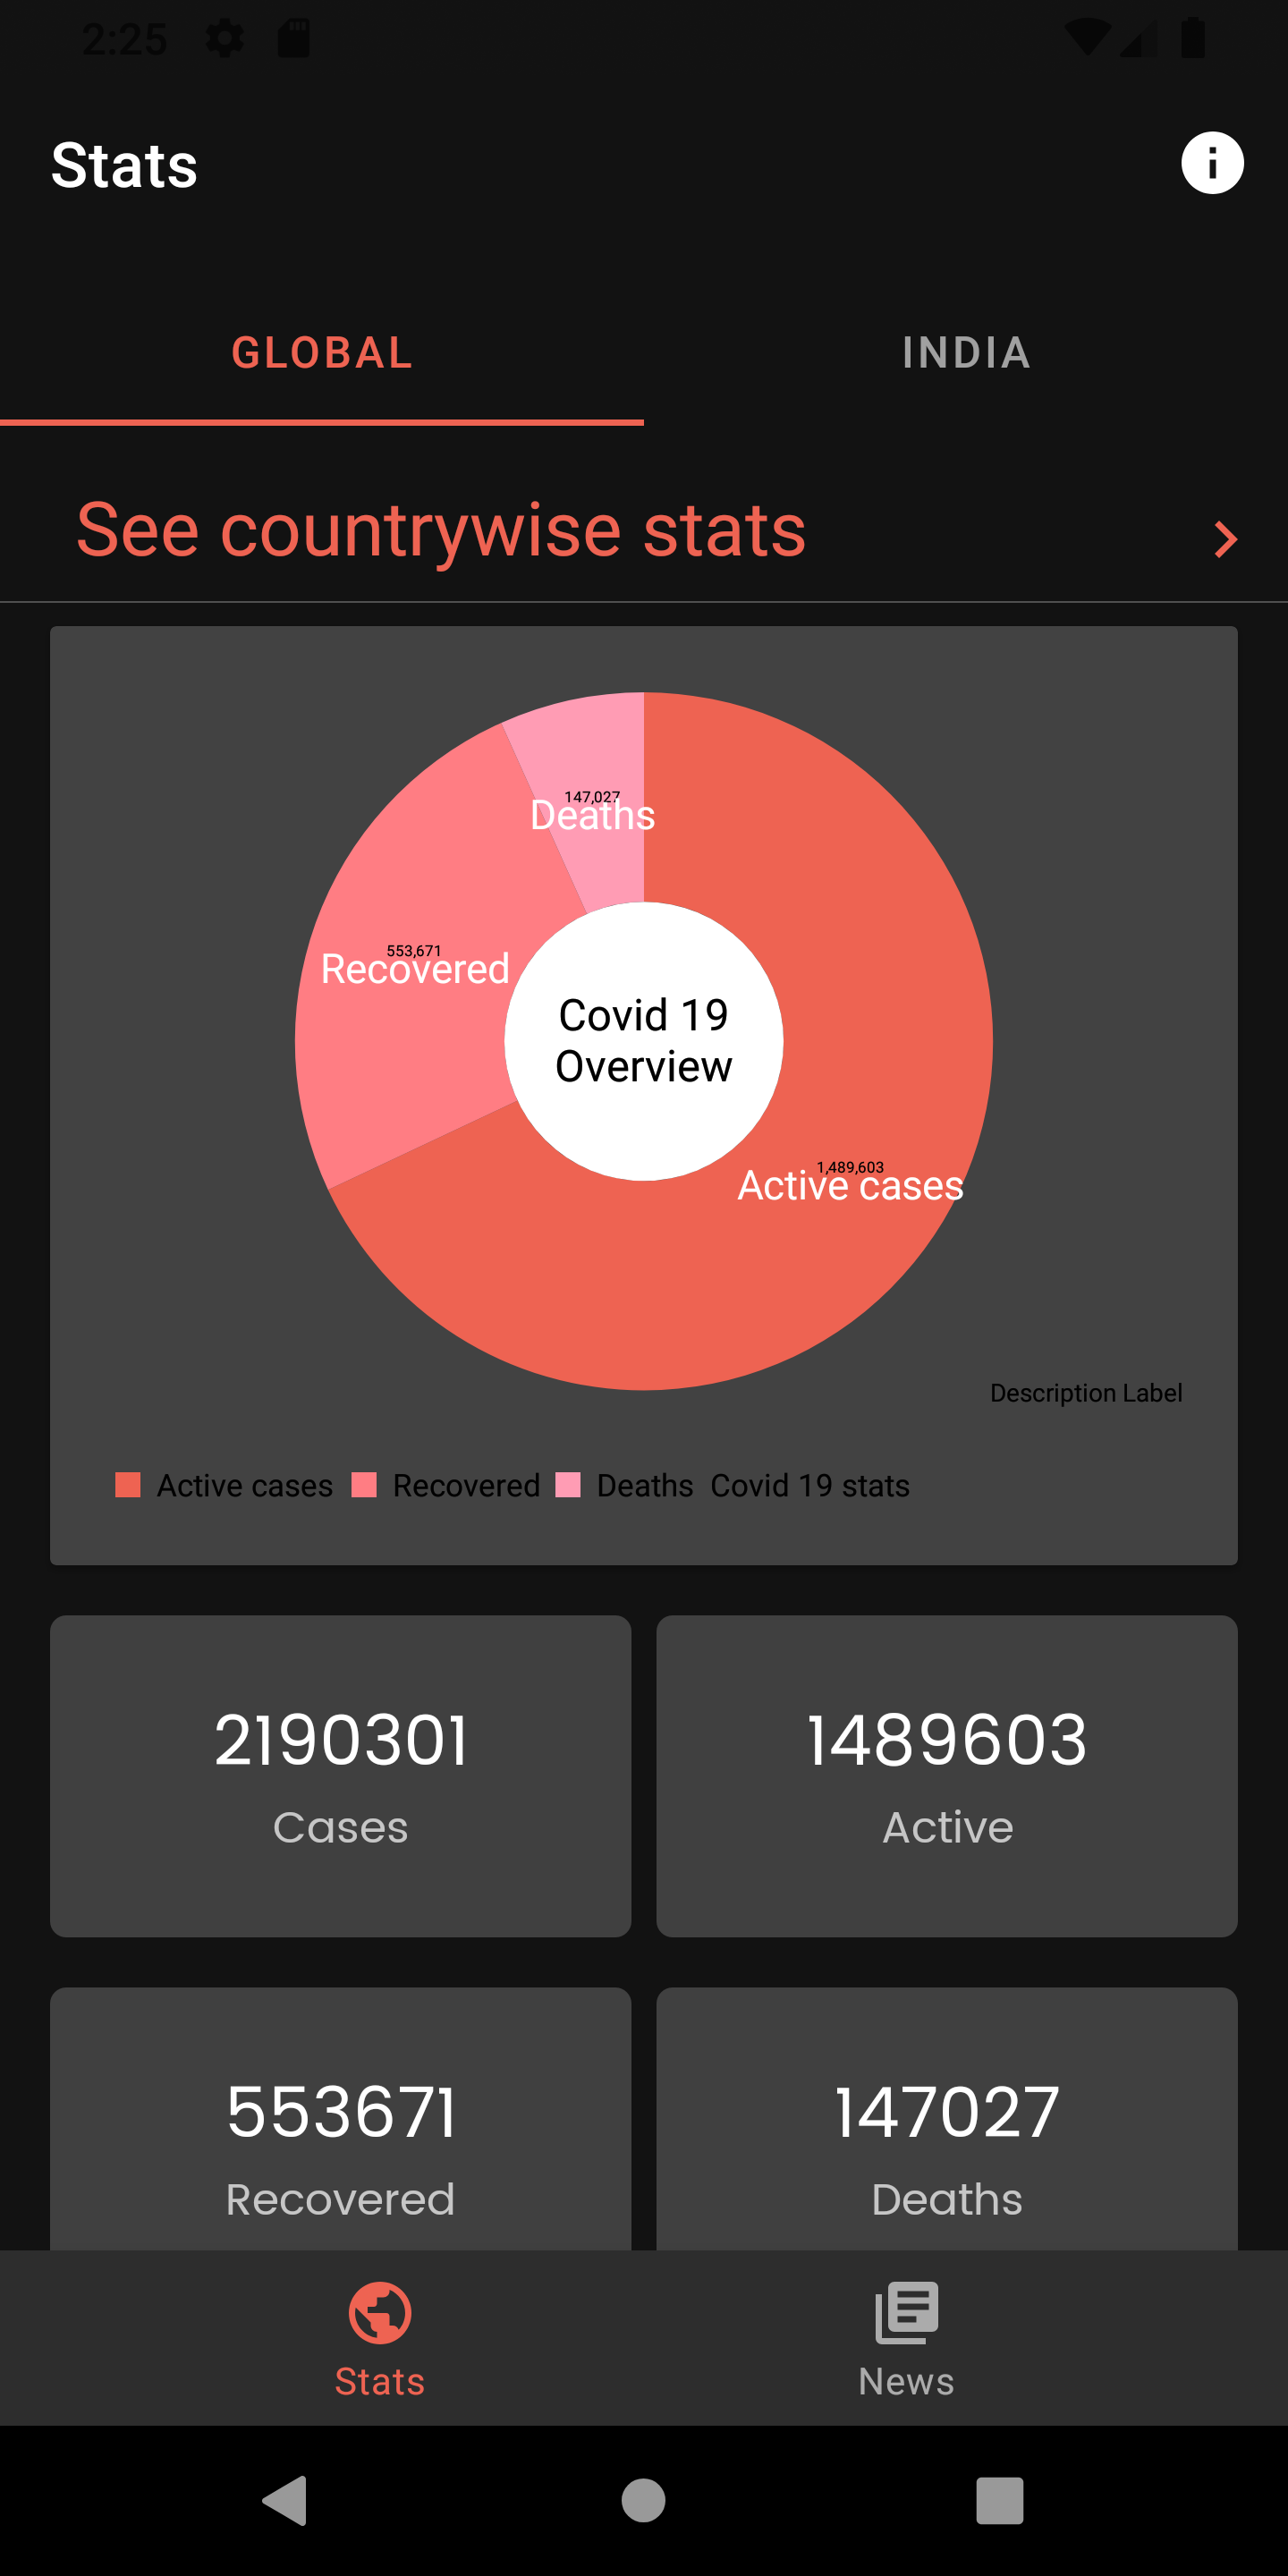 2:25
Stats
GLOBAL
INDIA
See countrywise stats
147,027
Deaths
553,671
Recovered
Covid 19
Overview
1,489,603
Active cases
Description Label
Active cases Recovered Deaths Covid 19 stats
2190301
Cases
1489603
Active
553671
Recovered
147027
Deaths
Stats
News